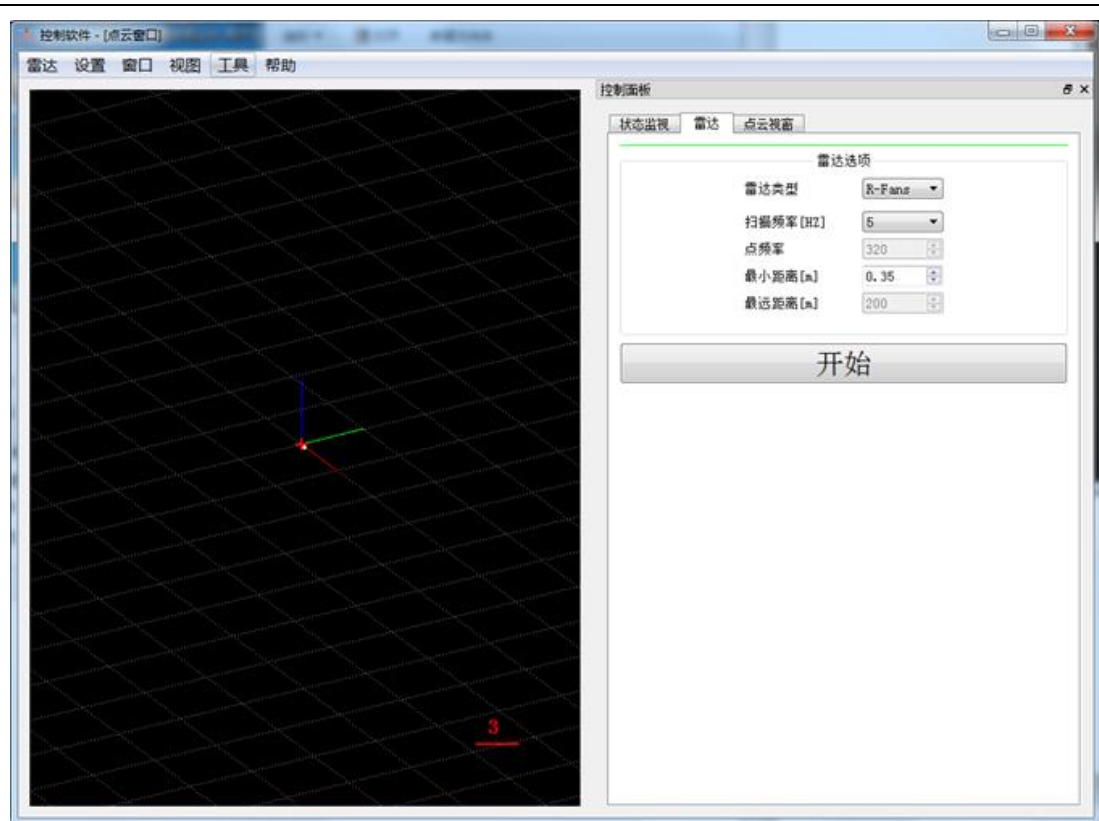 控制软件 - [点云窗口]
雷达 设置 窗口 视图 工具 帮助
控制面板
状态监视 雷达 点云视窗
雷达选项
雷达类型 R-Fans
扫描频率[HZ] 5
点频率 320
最小距离[m] 0.35
最远距离[m] 200
开始
3